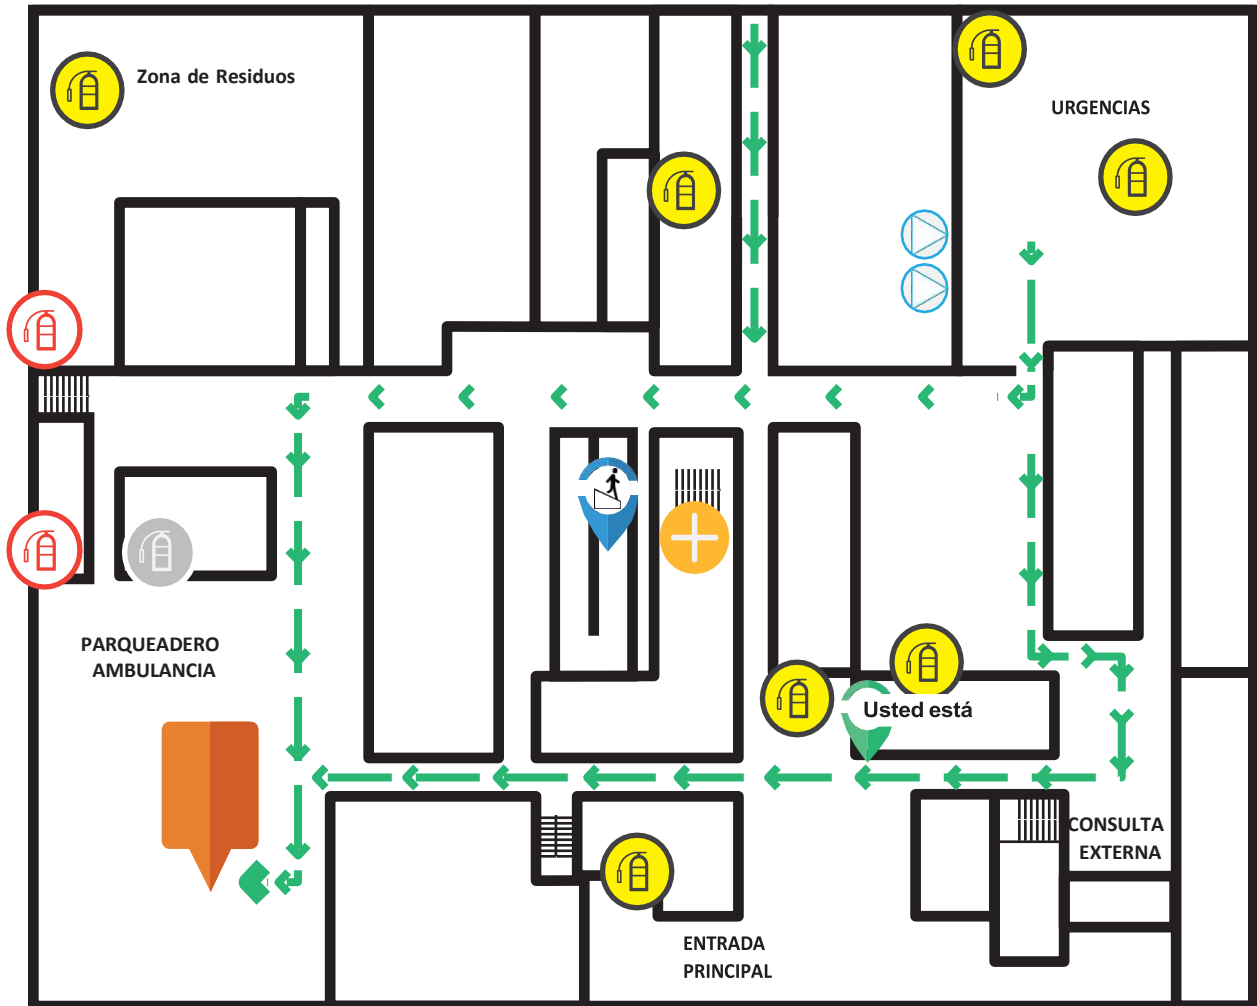 Zona de Residuos
URGENCIAS
PARQUEADERO
AMBULANCIA
Usted está
CONSULTA
EXTERNA
ENTRADA
PRINCIPAL